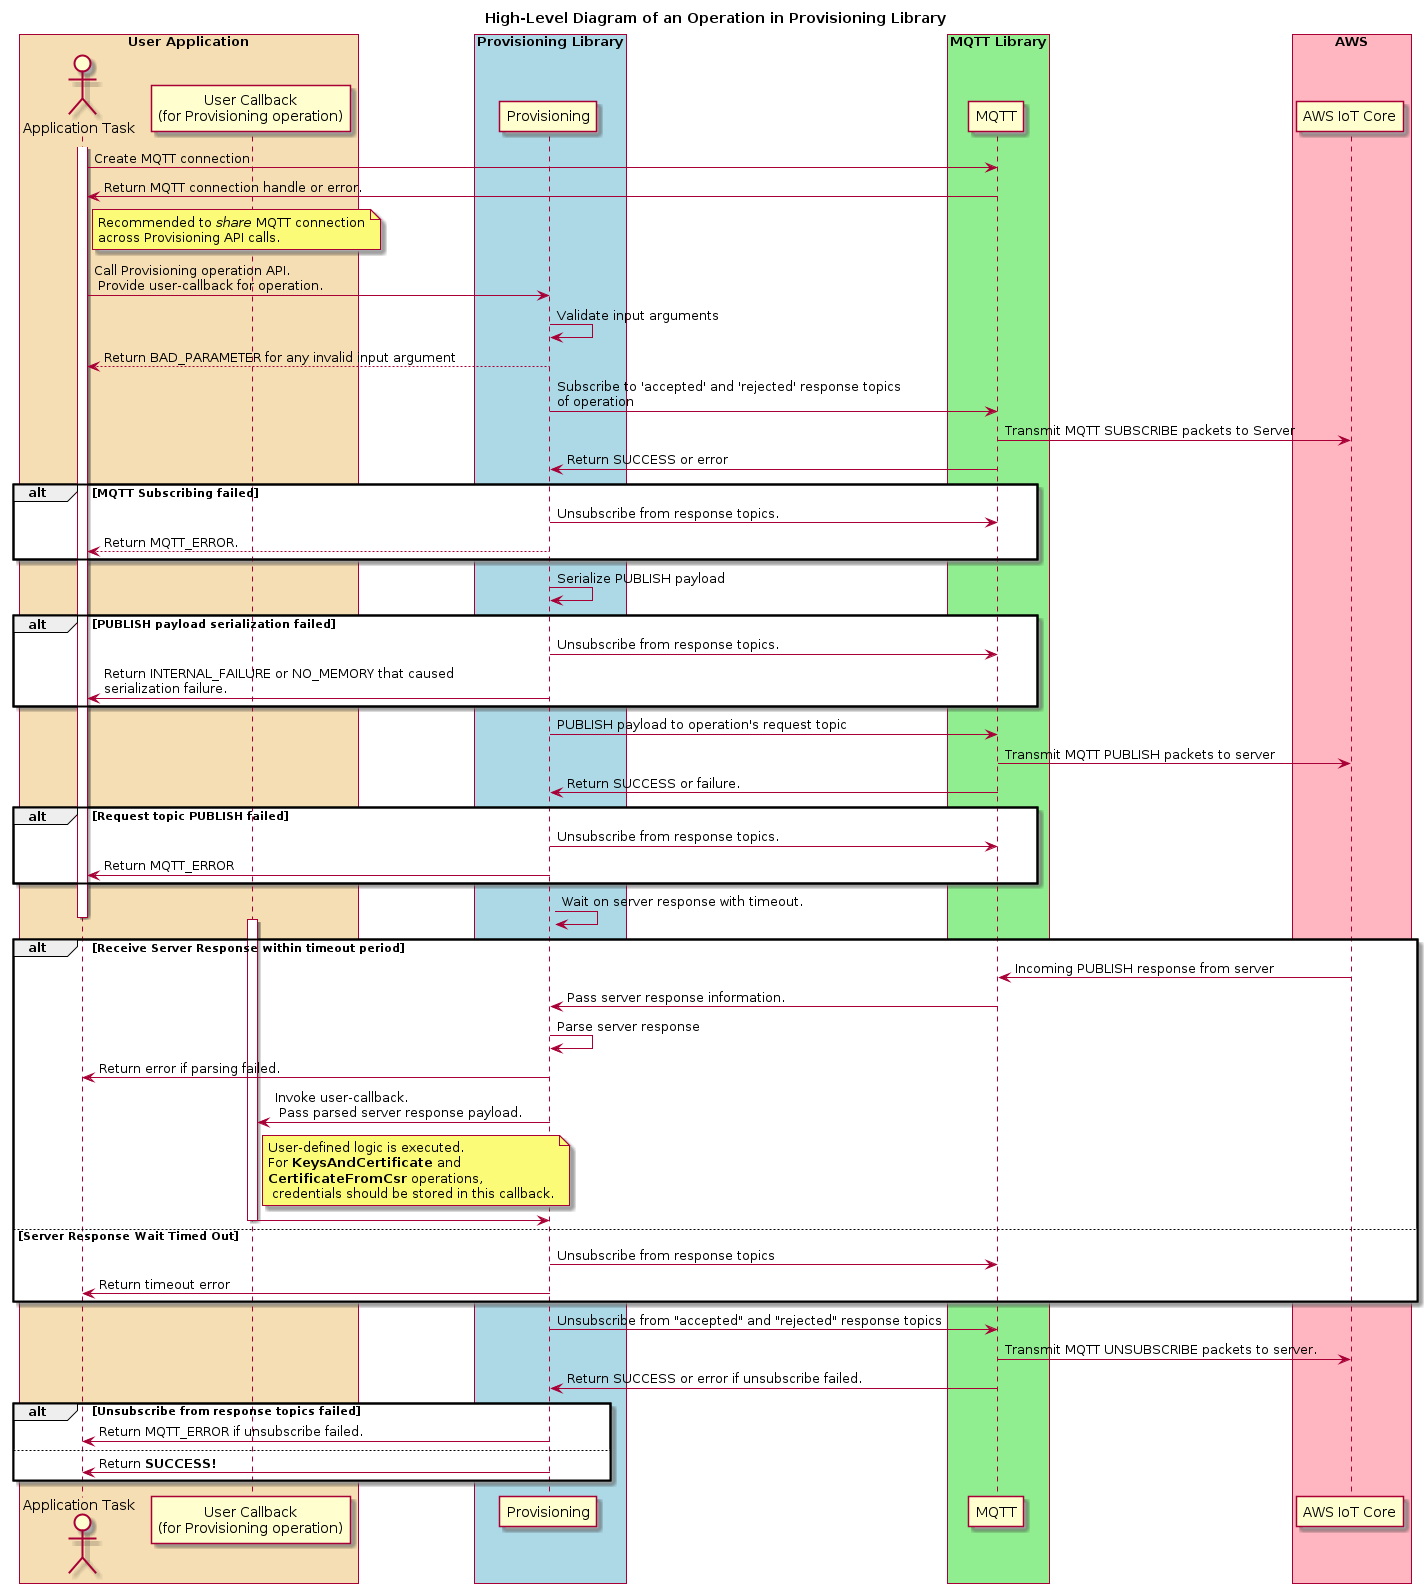 High-Level Diagram of an Operation in Provisioning Library
User Application
Provisioning Library
MQTT Library
AWS
Application Task
User Callback
(for Provisioning operation)
Provisioning
MQTT
AWS IoT Core
Create MQTT connection
Return MQTT connection handle or error.
Recommended to share MQTT connection
across Provisioning API calls.
Call Provisioning operation API.
Provide user-callback for operation.
Validate input arguments
Return BAD_PARAMETER for any invalid input argument
Subscribe to 'accepted' and 'rejected' response topics
of operation
Transmit MQTT SUBSCRIBE packets to Server
Return SUCCESS or error
alt
[MQTT Subscribing failed]
Unsubscribe from response topics.
Return MQTT_ERROR.
Serialize PUBLISH payload
alt
[PUBLISH payload serialization failed]
Unsubscribe from response topics.
Return INTERNAL_FAILURE or NO_MEMORY that caused
serialization failure.
PUBLISH payload to operation's request topic
Transmit MQTT PUBLISH packets to server
Return SUCCESS or failure.
alt
[Request topic PUBLISH failed]
Unsubscribe from response topics.
Return MQTT_ERROR
Wait on server response with timeout.
alt
[Receive Server Response within timeout period]
Incoming PUBLISH response from server
Pass server response information.
Parse server response
Return error if parsing failed.
Invoke user-callback.
Pass parsed server response payload.
User-defined logic is executed.
For KeysAndCertificate and
CertificateFromCsr operations,
credentials should be stored in this callback.
[Server Response Wait Timed Out]
Unsubscribe from response topics
Return timeout error
Unsubscribe from "accepted" and "rejected" response topics
Transmit MQTT UNSUBSCRIBE packets to server.
Return SUCCESS or error if unsubscribe failed.
alt
[Unsubscribe from response topics failed]
Return MQTT_ERROR if unsubscribe failed.
Return SUCCESS!
Application Task
User Callback
(for Provisioning operation)
Provisioning
MQTT
AWS IoT Core